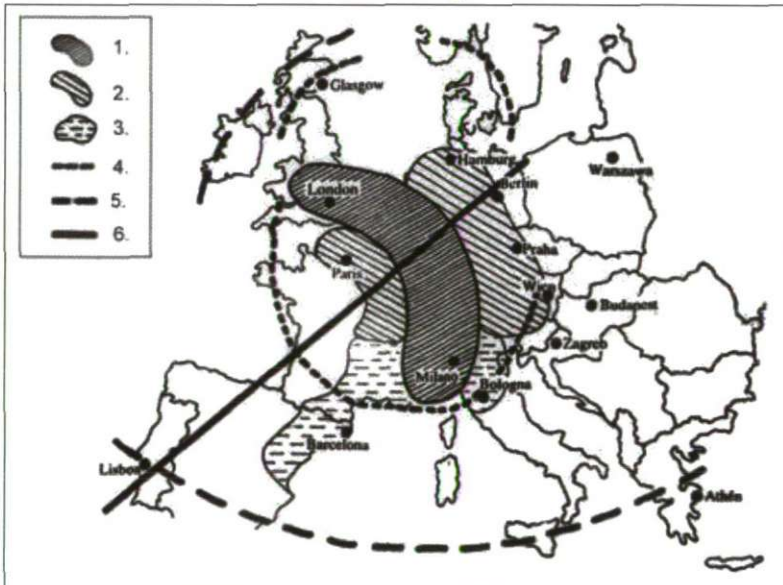 1.
2.
3.
4.
5.
6.
Glasgow
Hamburg
Warszawa
Berlin
London
Praha
Paris
Wien
Budapest
Zagreb
Milano
Bologna
Barcelona
Lisboa
Athén